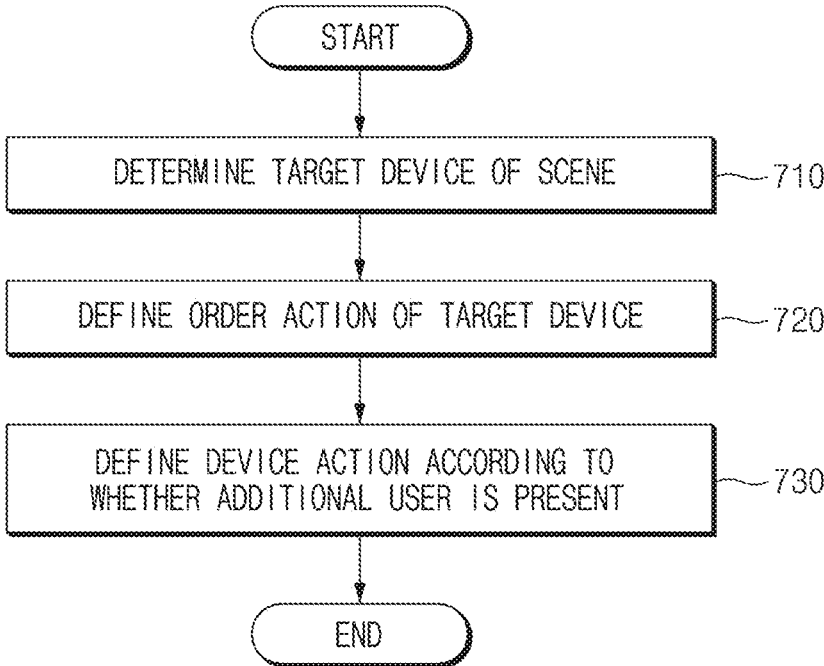 START
DETERMINE TARGET DEVICE OF SCENE
710
DEFINE ORDER ACTION OF TARGET DEVICE
720
DEFINE DEVICE ACTION ACCORDING TO
WHETHER ADDITIONAL USER IS PRESENT
730
END